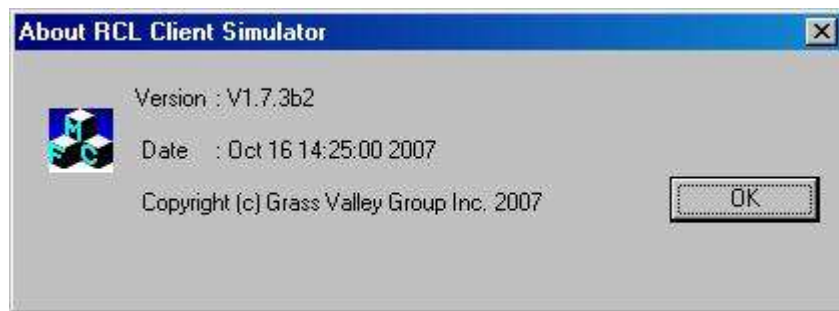 About RCL Client Simulator
Version : V1.7.3b2
MFC
Date : Oct 16 14:25:00 2007
Copyright (c) Grass Valley Group Inc. 2007
OK